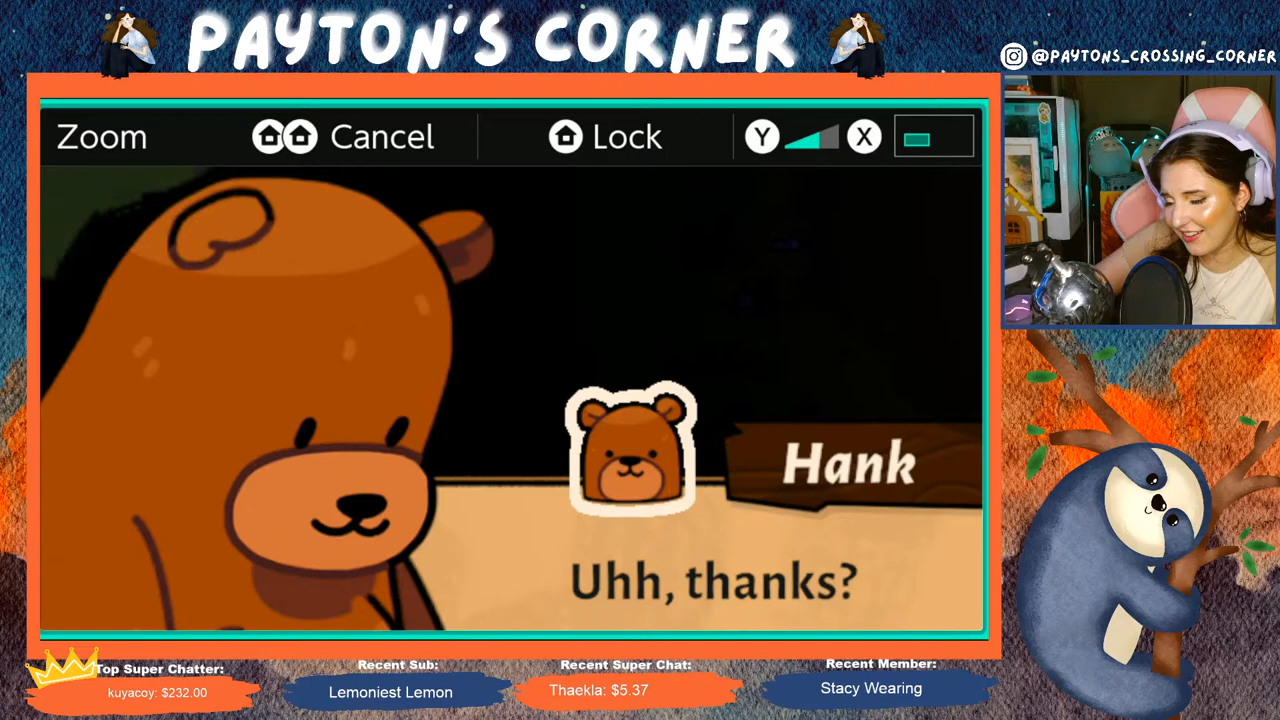 PAYTON'S CORNER
@PAYTONS_CROSSING_CORNER
Zoom
Cancel
Lock
Y
X
Hank
Uhh, thanks?
Top Super Chatter:
kuyacoy: $232.00
Recent Sub:
Lemoniest Lemon
Recent Super Chat:
Thaekla: $5.37
Recent Member:
Stacy Wearing